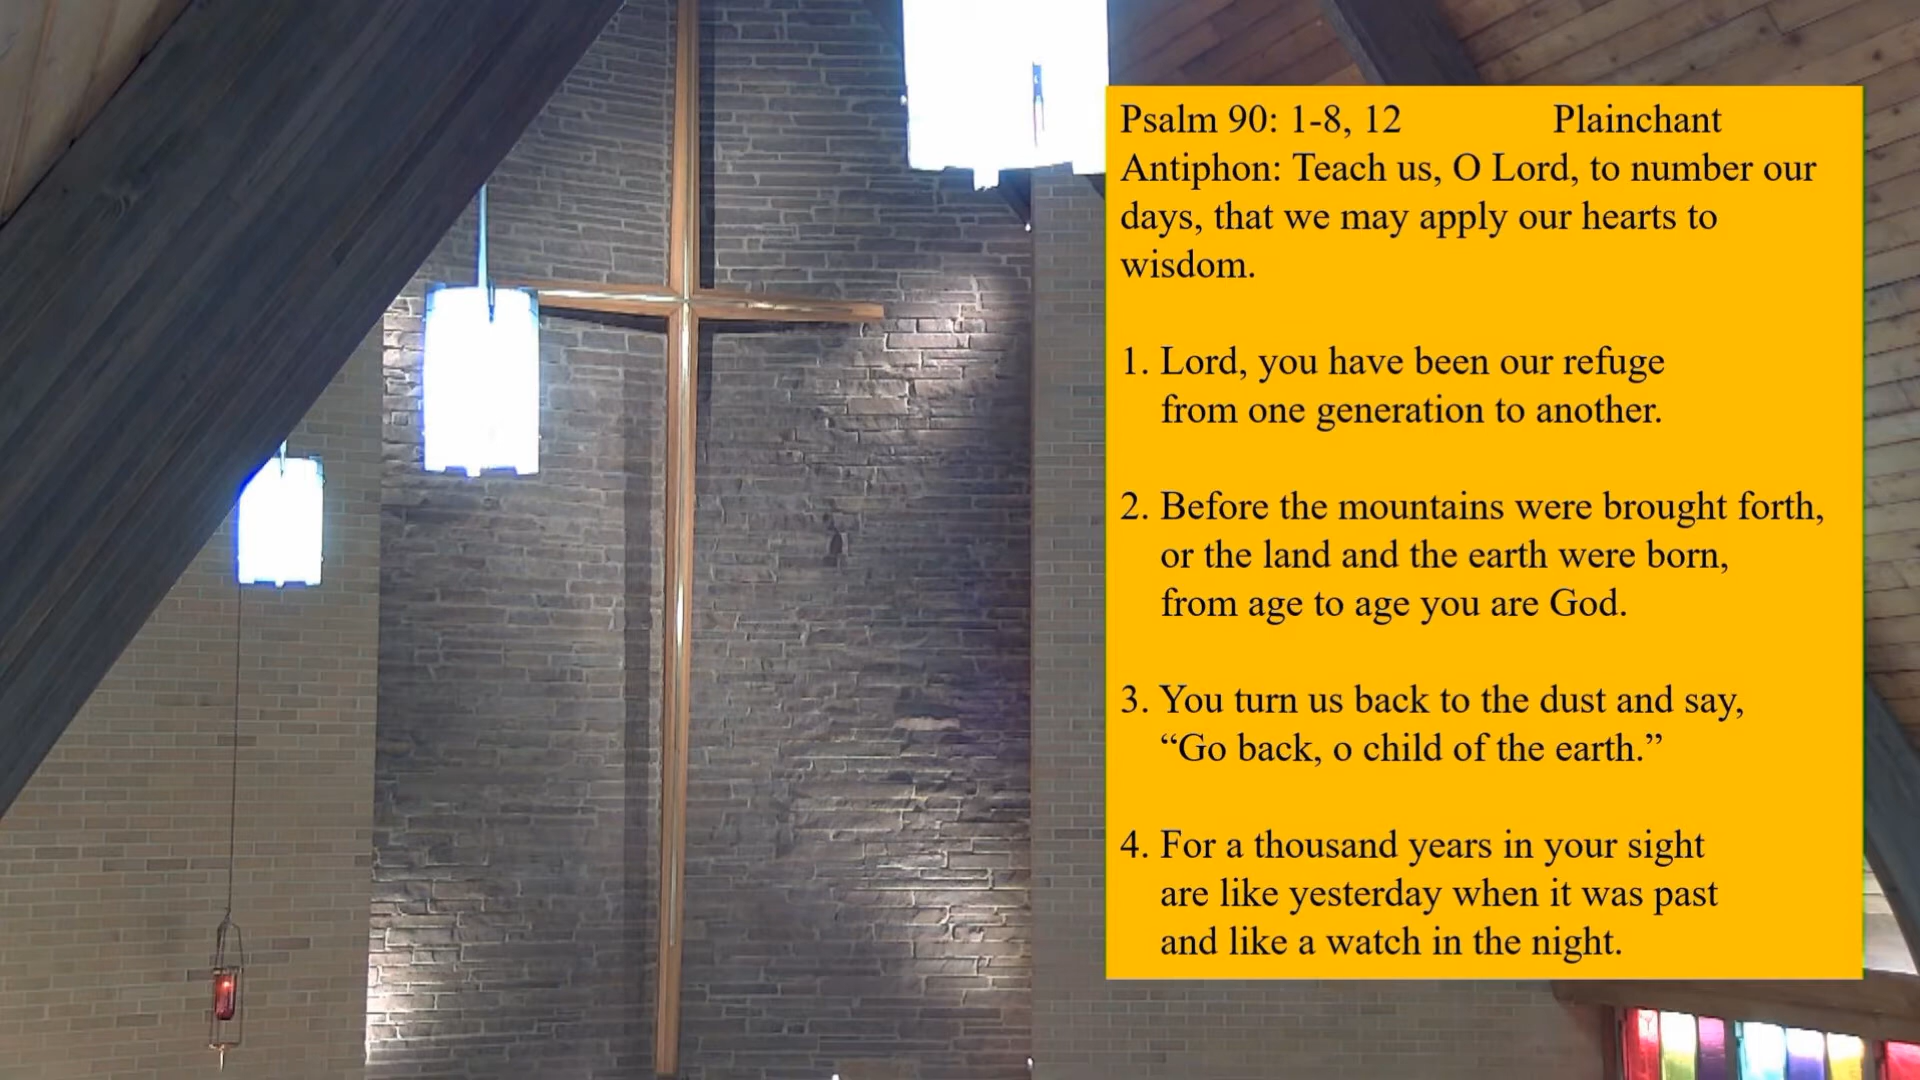 Psalm 90: 1-8, 12 Plainchant
Antiphon: Teach us, O Lord, to number our
days, that we may apply our hearts to
wisdom.
1. Lord, you have been our refuge
from one generation to another.
2. Before the mountains were brought forth,
or the land and the earth were born,
from age to age you are God.
3. You turn us back to the dust and say,
“Go back, o child of the earth.”
4. For a thousand years in your sight
are like yesterday when it was past
and like a watch in the night.